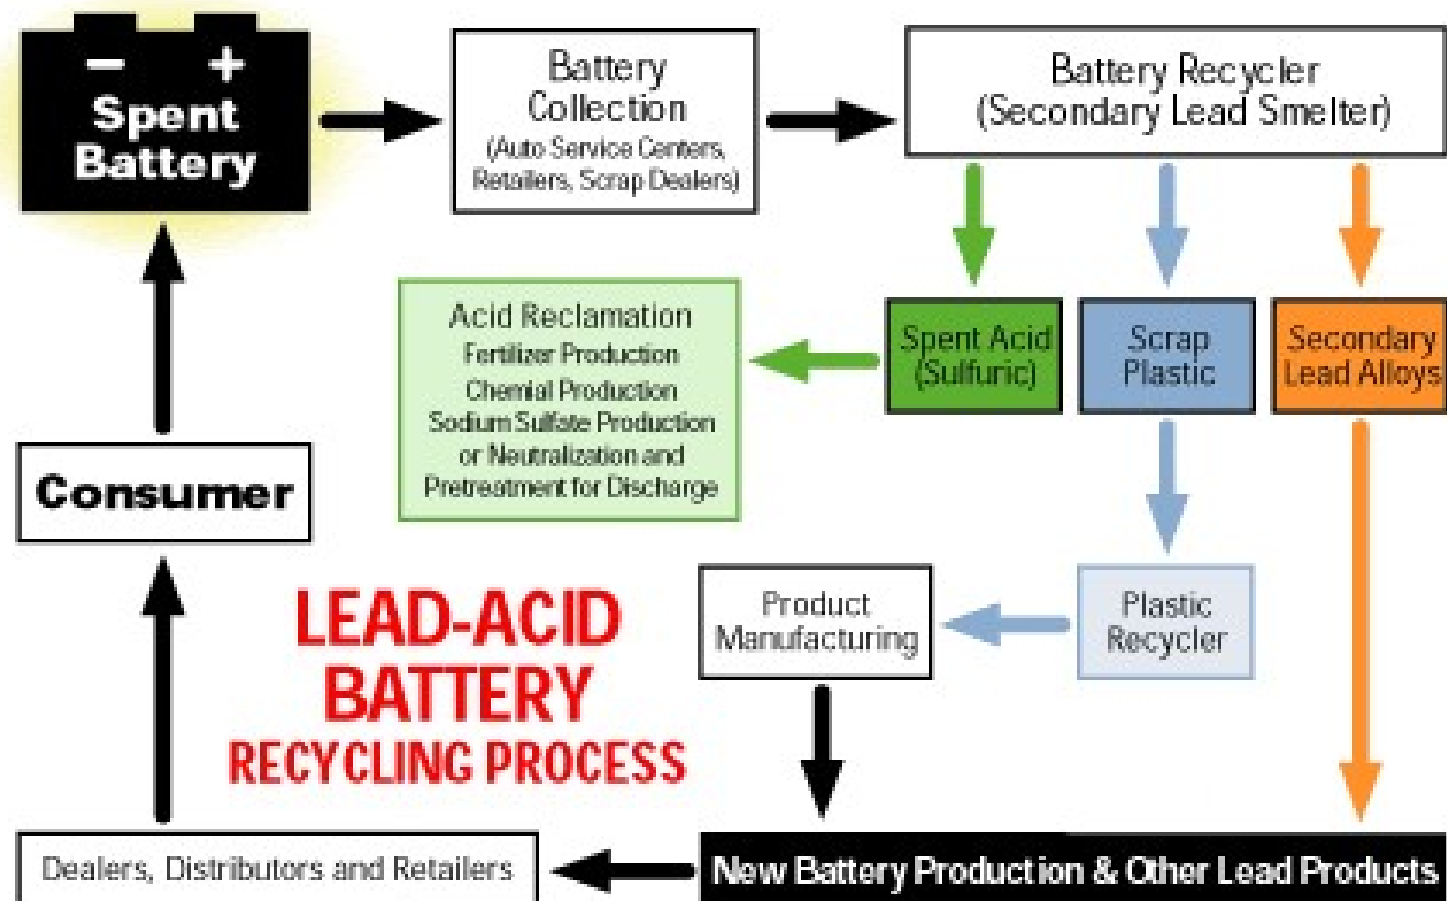 − +
Spent
Battery
Battery
Collection
(Auto Service Centers,
Retailers, Scrap Dealers)
Battery Recycler
(Secondary Lead Smelter)
Acid Reclamation
Fertilizer Production
Chemial Production
Sodium Sulfate Production
or Neutralization and
Pretreatment for Discharge
Spent Acid
(Sulfuric)
Scrap
Plastic
Secondary
Lead Alloys
Consumer
LEAD-ACID
BATTERY
RECYCLING PROCESS
Product
Manufacturing
Plastic
Recycler
Dealers, Distributors and Retailers
New Battery Production & Other Lead Products